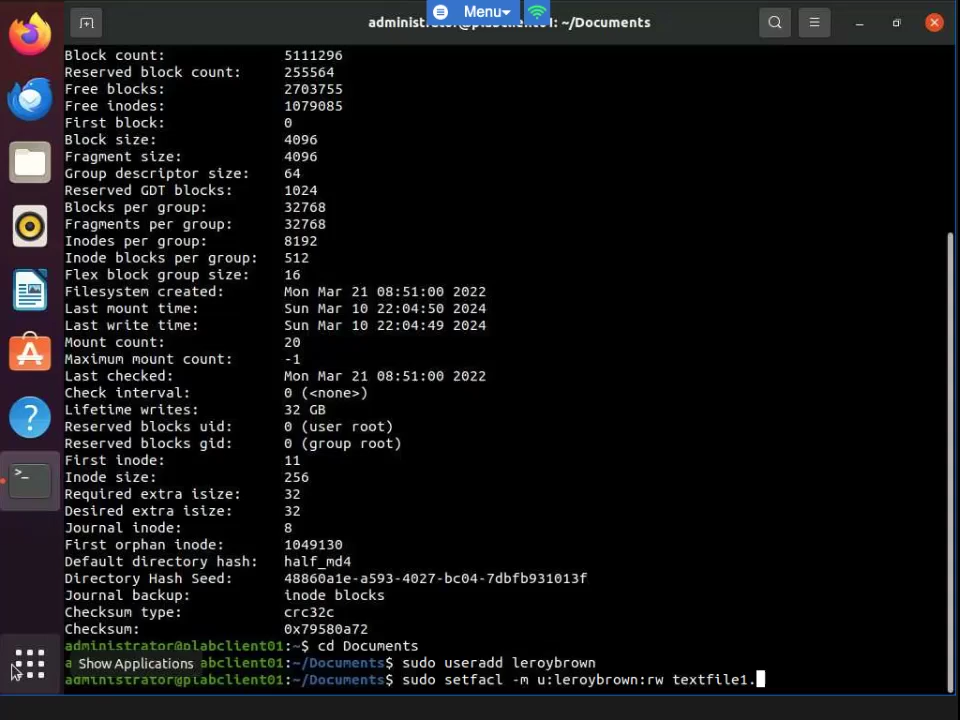 Menu
administr @plabclient01: ~/Documents
Block count: 5111296
Reserved block count: 255564
Free blocks: 2703755
Free inodes: 1079085
First block: 0
Block size: 4096
Fragment size: 4096
Group descriptor size: 64
Reserved GDT blocks: 1024
Blocks per group: 32768
Fragments per group: 32768
Inodes per group: 8192
Inode blocks per group: 512
Flex block group size: 16
Filesystem created: Mon Mar 21 08:51:00 2022
Last mount time: Sun Mar 10 22:04:50 2024
Last write time: Sun Mar 10 22:04:49 2024
Mount count: 20
Maximum mount count: -1
Last checked: Mon Mar 21 08:51:00 2022
Check interval: 0 (<none>)
Lifetime writes: 32 GB
Reserved blocks uid: 0 (user root)
Reserved blocks gid: 0 (group root)
First inode: 11
Inode size: 256
Required extra isize: 32
Desired extra isize: 32
Journal inode: 8
First orphan inode: 1049130
Default directory hash: half_md4
Directory Hash Seed: 48860a1e-a593-4027-bc04-7dbfb931013f
Journal backup: inode blocks
Checksum type: crc32c
Checksum: 0x79580a72
administrator@plabclient01:~$ cd Documents
Show Applications
a abclient01:~/Documents$ sudo useradd leroybrown
administrator@plabclient01:~/Documents$ sudo setfacl -m u:leroybrown:rw textfile1.